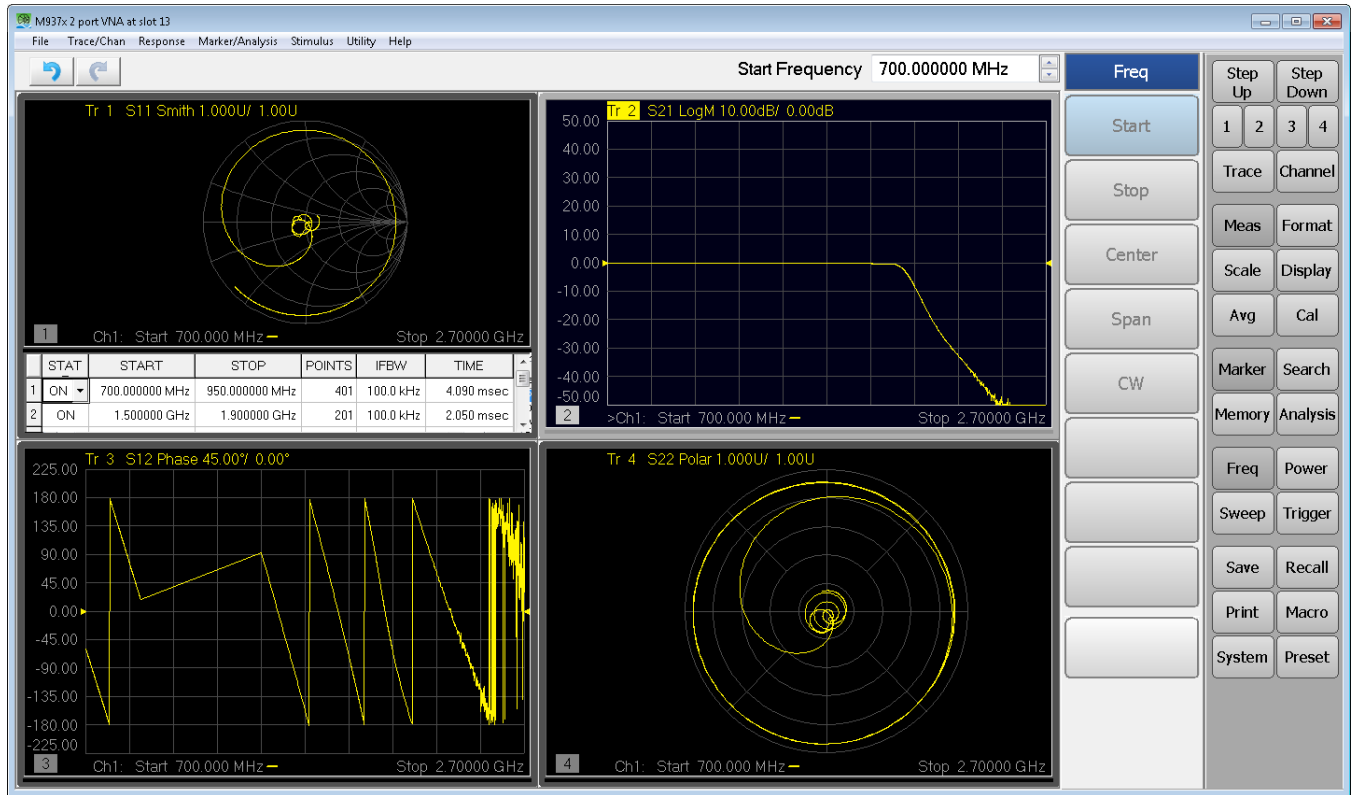 M937x 2 port VNA at slot 13
File Trace/Chan Response Marker/Analysis Stimulus Utility Help
Start Frequency 700.000000 MHz
Tr 1 S11 Smith 1.000U/ 1.00U
1 Ch1: Start 700.000 MHz Stop 2.70000 GHz
STAT START STOP POINTS IFBW TIME
1 ON 700.000000 MHz 950.000000 MHz 401 100.0 kHz 4.090 msec
2 ON 1.500000 GHz 1.900000 GHz 201 100.0 kHz 2.050 msec
Tr 2 S21 LogM 10.00dB/ 0.00dB
50.00
40.00
30.00
20.00
10.00
0.00
-10.00
-20.00
-30.00
-40.00
-50.00
2 >Ch1: Start 700.000 MHz Stop 2.70000 GHz
Tr 3 S12 Phase 45.00°/ 0.00°
225.00
180.00
135.00
90.00
45.00
0.00
-45.00
-90.00
-135.00
-180.00
-225.00
3 Ch1: Start 700.000 MHz Stop 2.70000 GHz
Tr 4 S22 Polar 1.000U/ 1.00U
4 Ch1: Start 700.000 MHz Stop 2.70000 GHz
Freq
Start
Stop
Center
Span
CW
Step Up Step Down
1 2 3 4
Trace Channel
Meas Format
Scale Display
Avg Cal
Marker Search
Memory Analysis
Freq Power
Sweep Trigger
Save Recall
Print Macro
System Preset